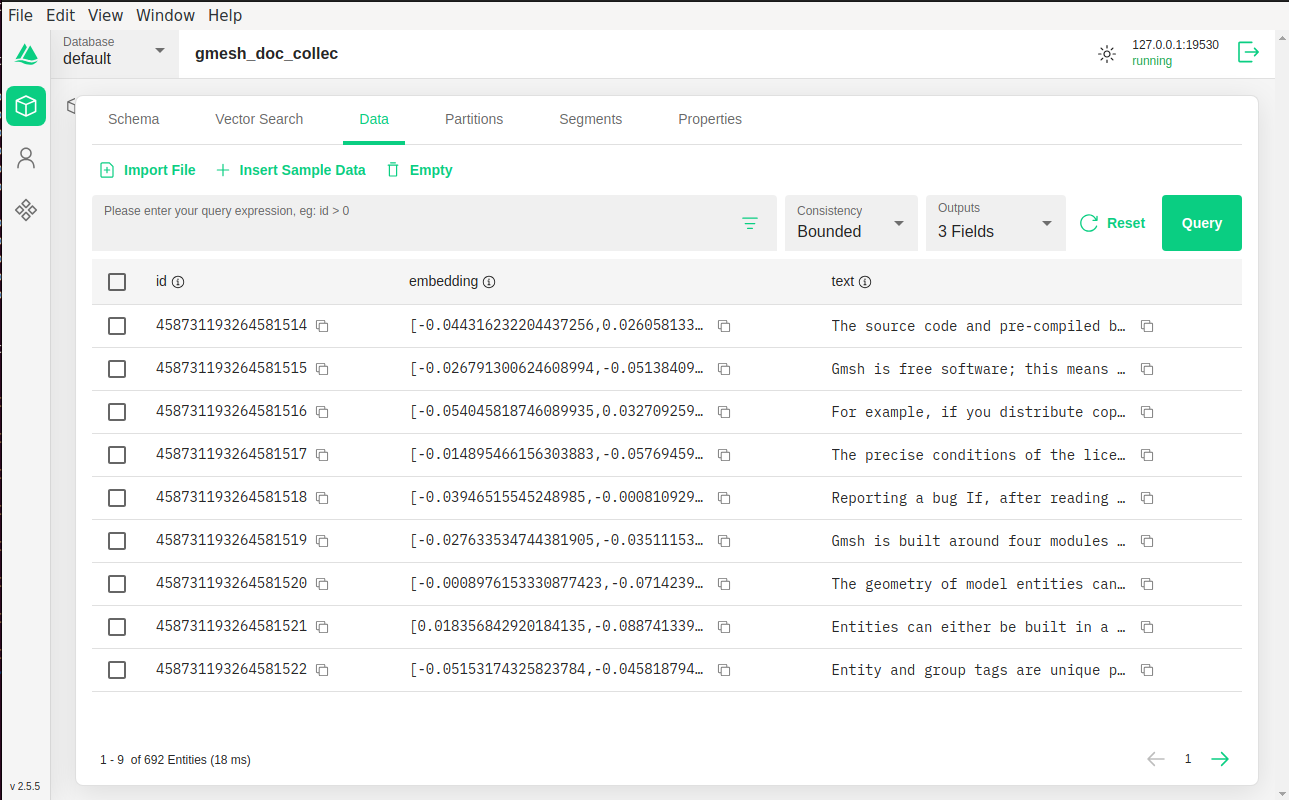 File Edit View Window Help
Database
default
gmesh_doc_collec
127.0.0.1:19530
running
Schema Vector Search Data Partitions Segments Properties
Import File Insert Sample Data Empty
Please enter your query expression, eg: id > 0
Consistency
Bounded
Outputs
3 Fields
Reset
Query
id embedding text
458731193264581514 [-0.044316232204437256,0.026058133… The source code and pre-compiled b…
458731193264581515 [-0.026791300624608994,-0.05138409… Gmsh is free software; this means …
458731193264581516 [-0.054045818746089935,0.032709259… For example, if you distribute cop…
458731193264581517 [-0.014895466156303883,-0.05769459… The precise conditions of the lice…
458731193264581518 [-0.03946515545248985,-0.000810929… Reporting a bug If, after reading …
458731193264581519 [-0.027633534744381905,-0.03511153… Gmsh is built around four modules …
458731193264581520 [-0.0008976153330877423,-0.0714239… The geometry of model entities can…
458731193264581521 [0.018356842920184135,-0.088741339… Entities can either be built in a …
458731193264581522 [-0.05153174325823784,-0.045818794… Entity and group tags are unique p…
1 - 9 of 692 Entities (18 ms)
1
v 2.5.5